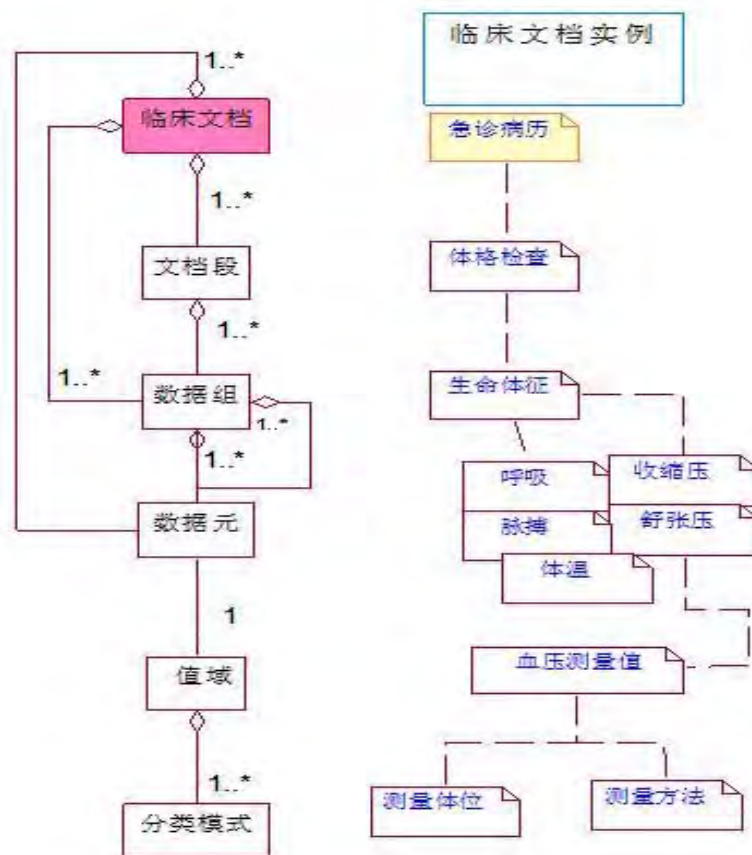 临床文档实例
1..*
临床文档
急诊病历
1..*
文档段
体格检查
1..*
1..*
数据组
生命体征
1..*
1..*
呼吸
收缩压
数据元
脉搏
舒张压
体温
1
值域
血压测量值
1..*
分类模式
测量体位
测量方法